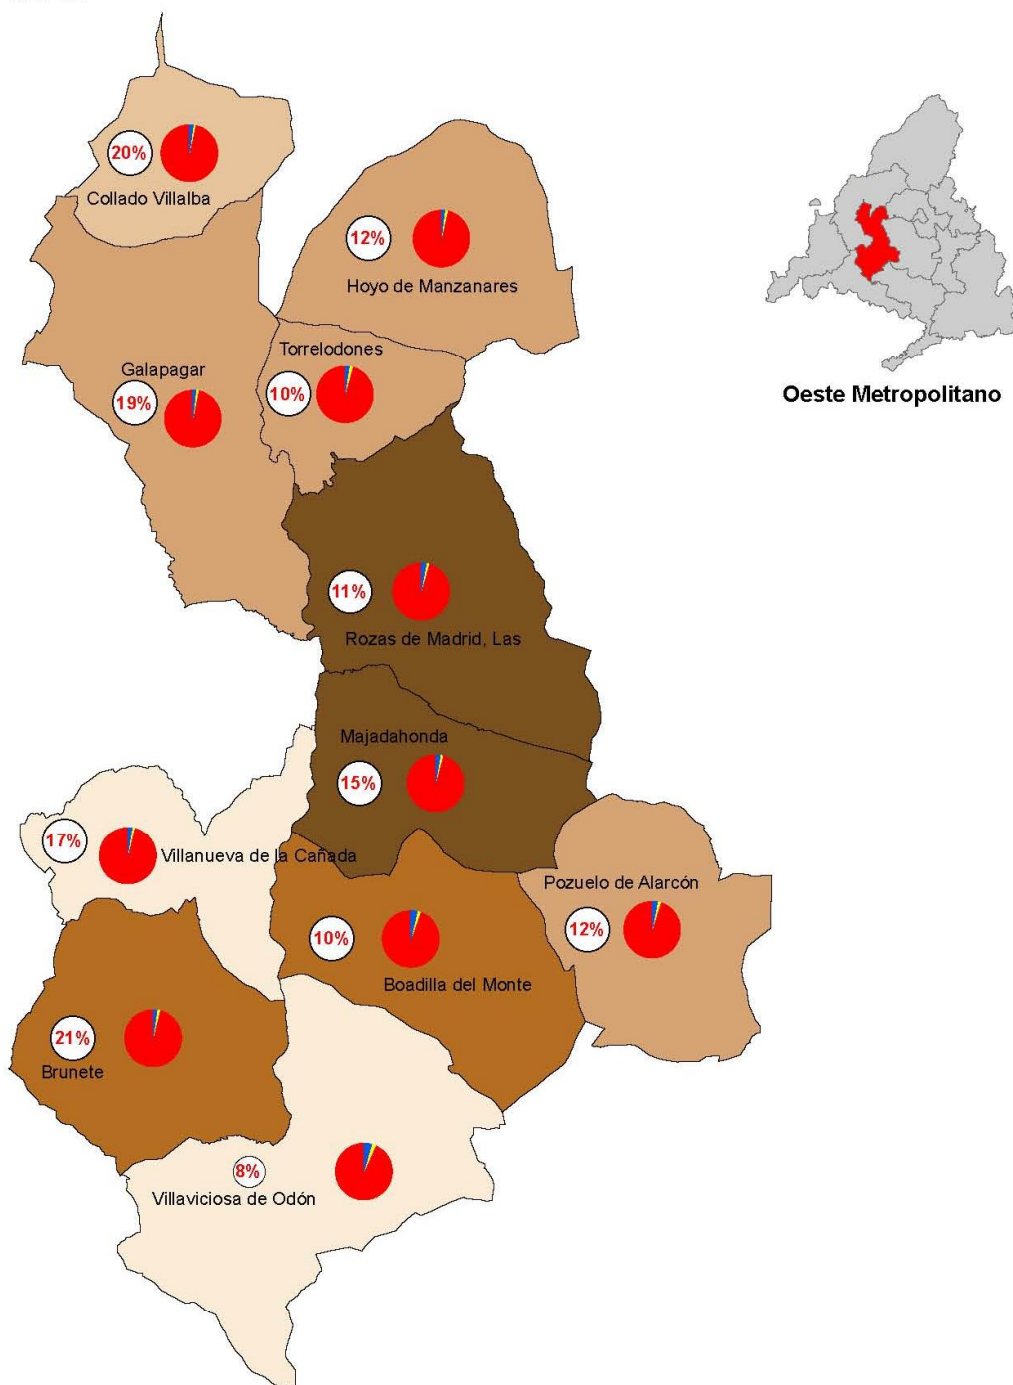 20%
Collado Villalba
12%
Hoyo de Manzanares
Torrelodones
10%
Galapagar
19%
Oeste Metropolitano
11%
Rozas de Madrid, Las
Majadahonda
15%
17%
Villanueva de la Cañada
Pozuelo de Alarcón
12%
10%
Boadilla del Monte
21%
Brunete
8%
Villaviciosa de Odón